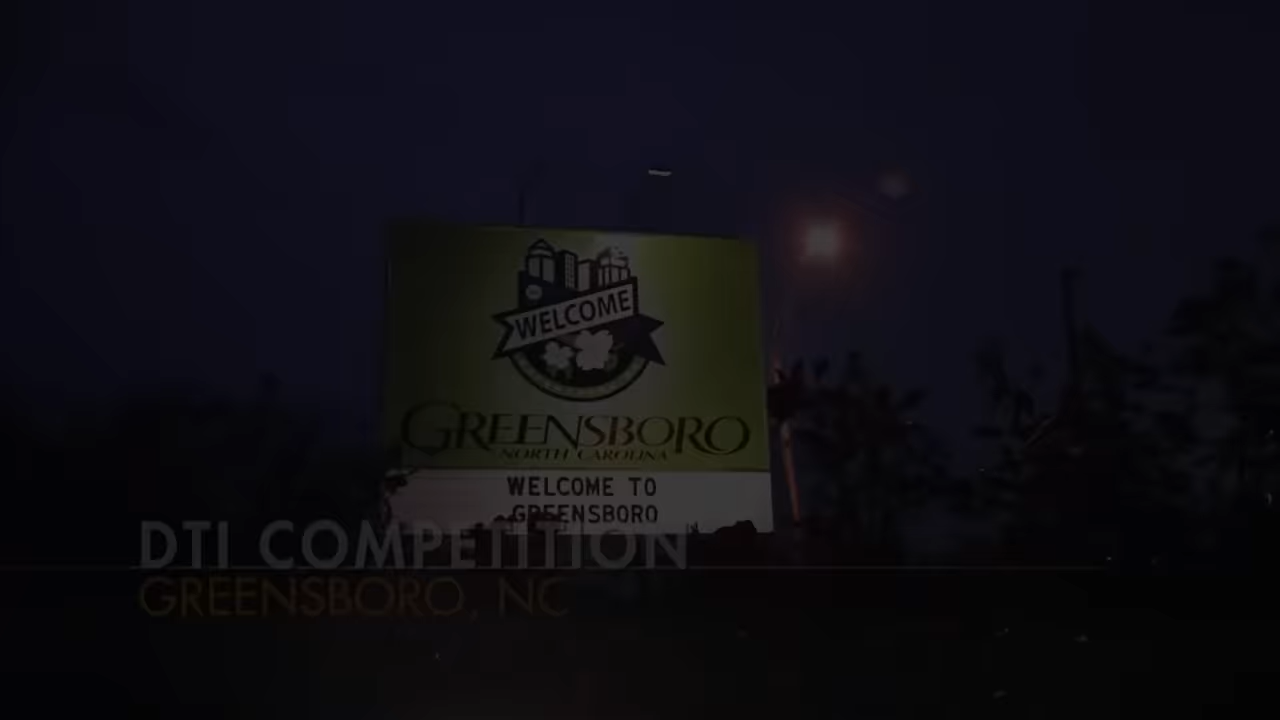 WELCOME
GREENSBORO
NORTH CAROLINA
WELCOME TO
GREENSBORO
DTI COMPETITION
GREENSBORO, NC